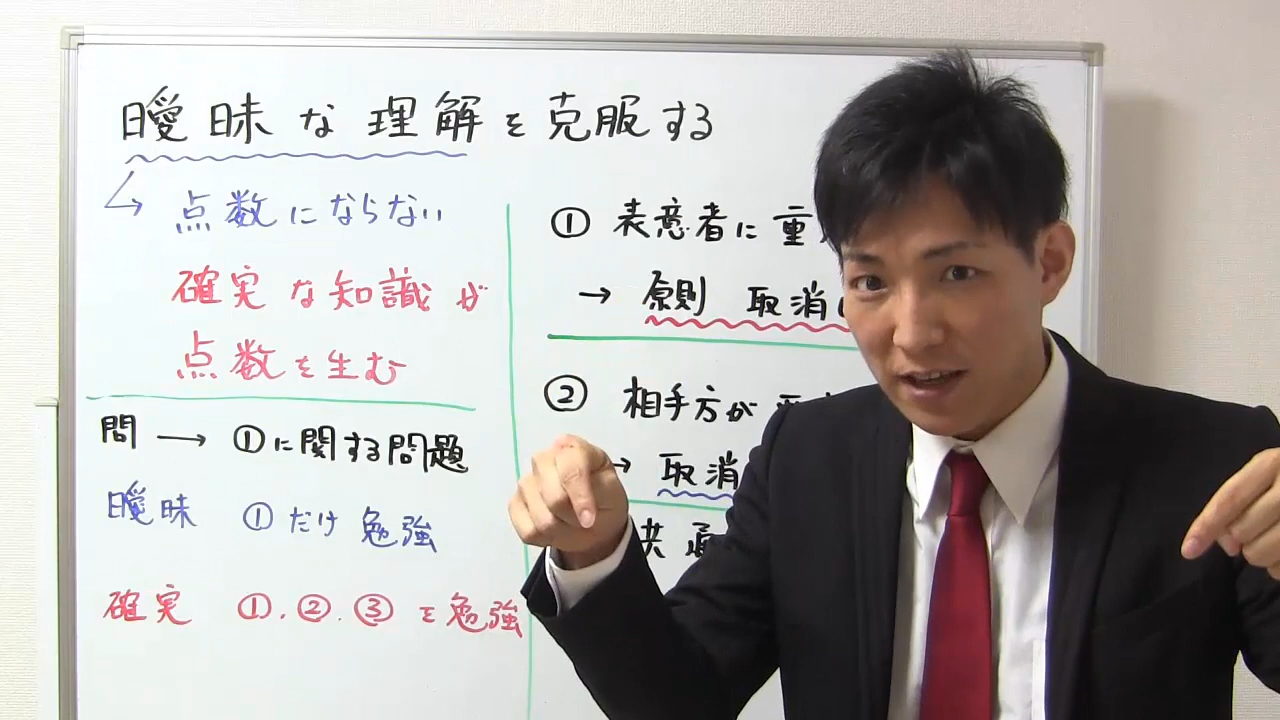 曖昧な理解を克服する
点数にならない
確実な知識が
点数を生む
問 → ①に関する問題
曖昧 ①だけ勉強
確実 ①.②.③を勉強
① 表意者に重
→ 原則 取消
② 相手方が
→ 取消
共通